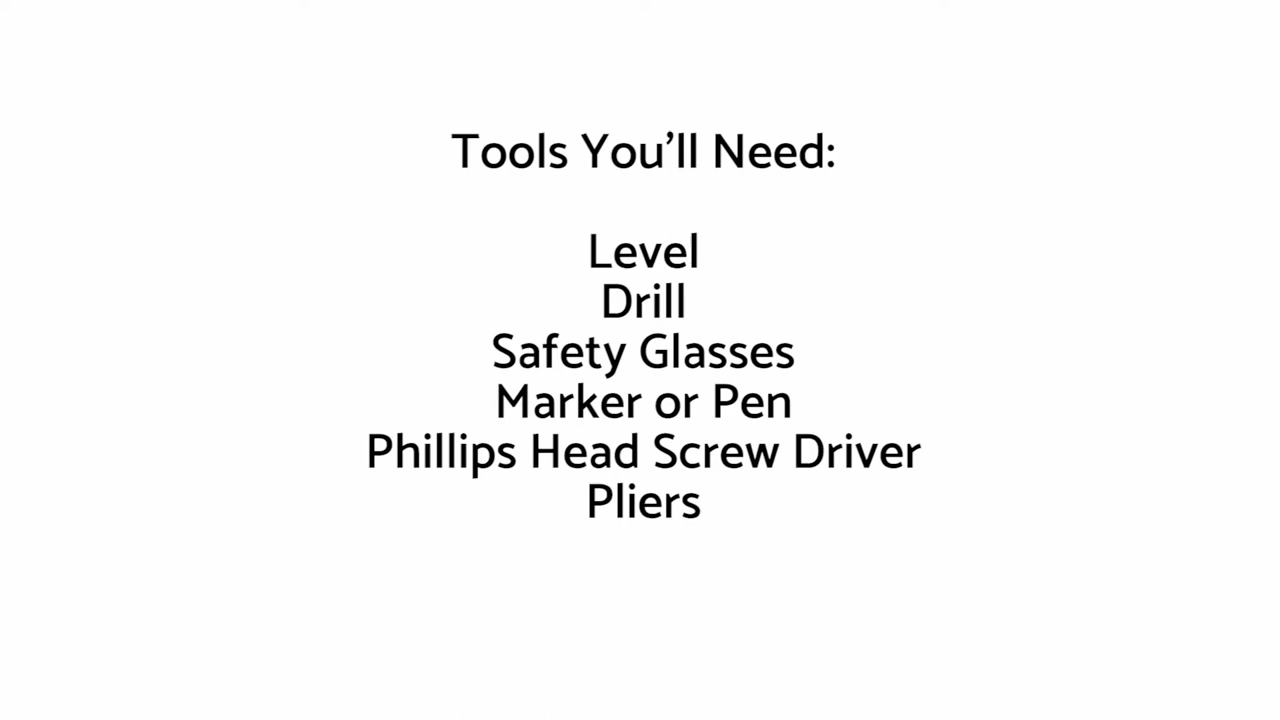 Tools You’ll Need:
Level
Drill
Safety Glasses
Marker or Pen
Phillips Head Screw Driver
Pliers